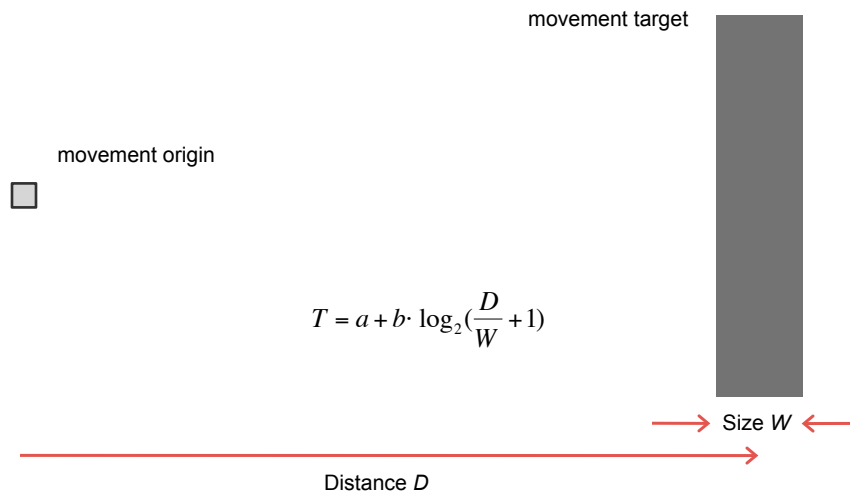 movement target
movement origin
T = a + b · log₂(D/W + 1)
Size W
Distance D